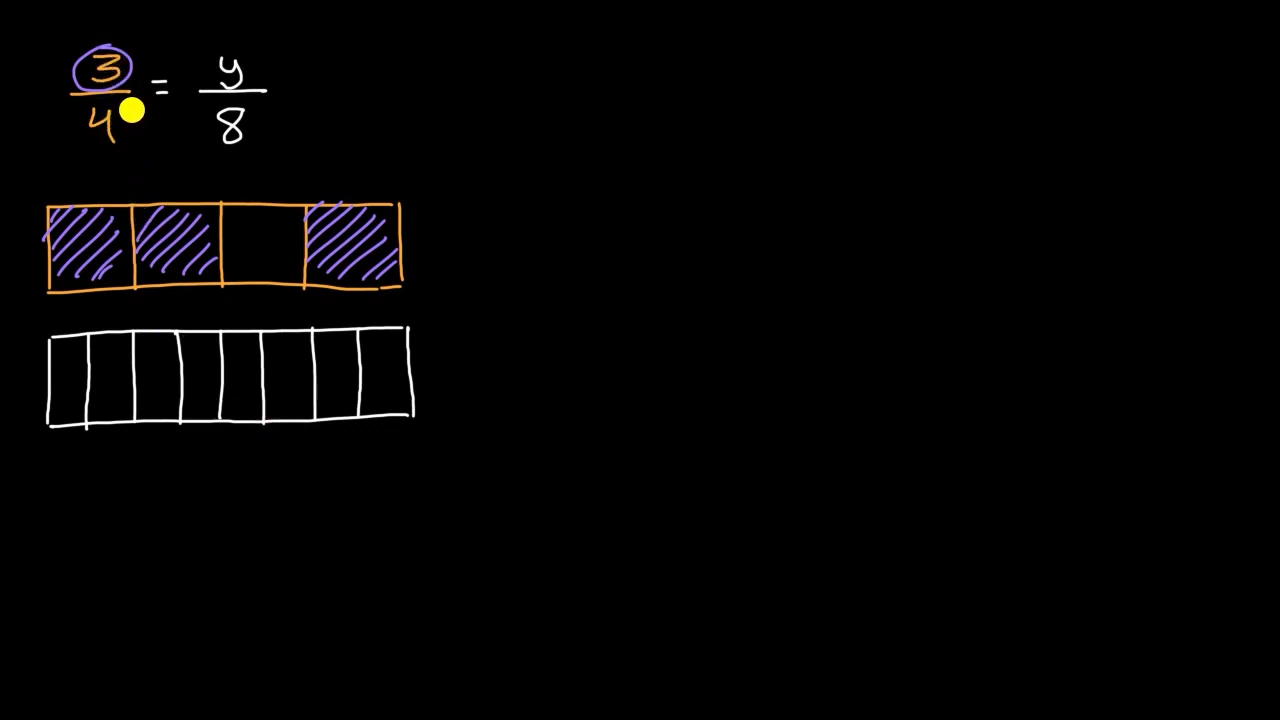 3/4 = y/8